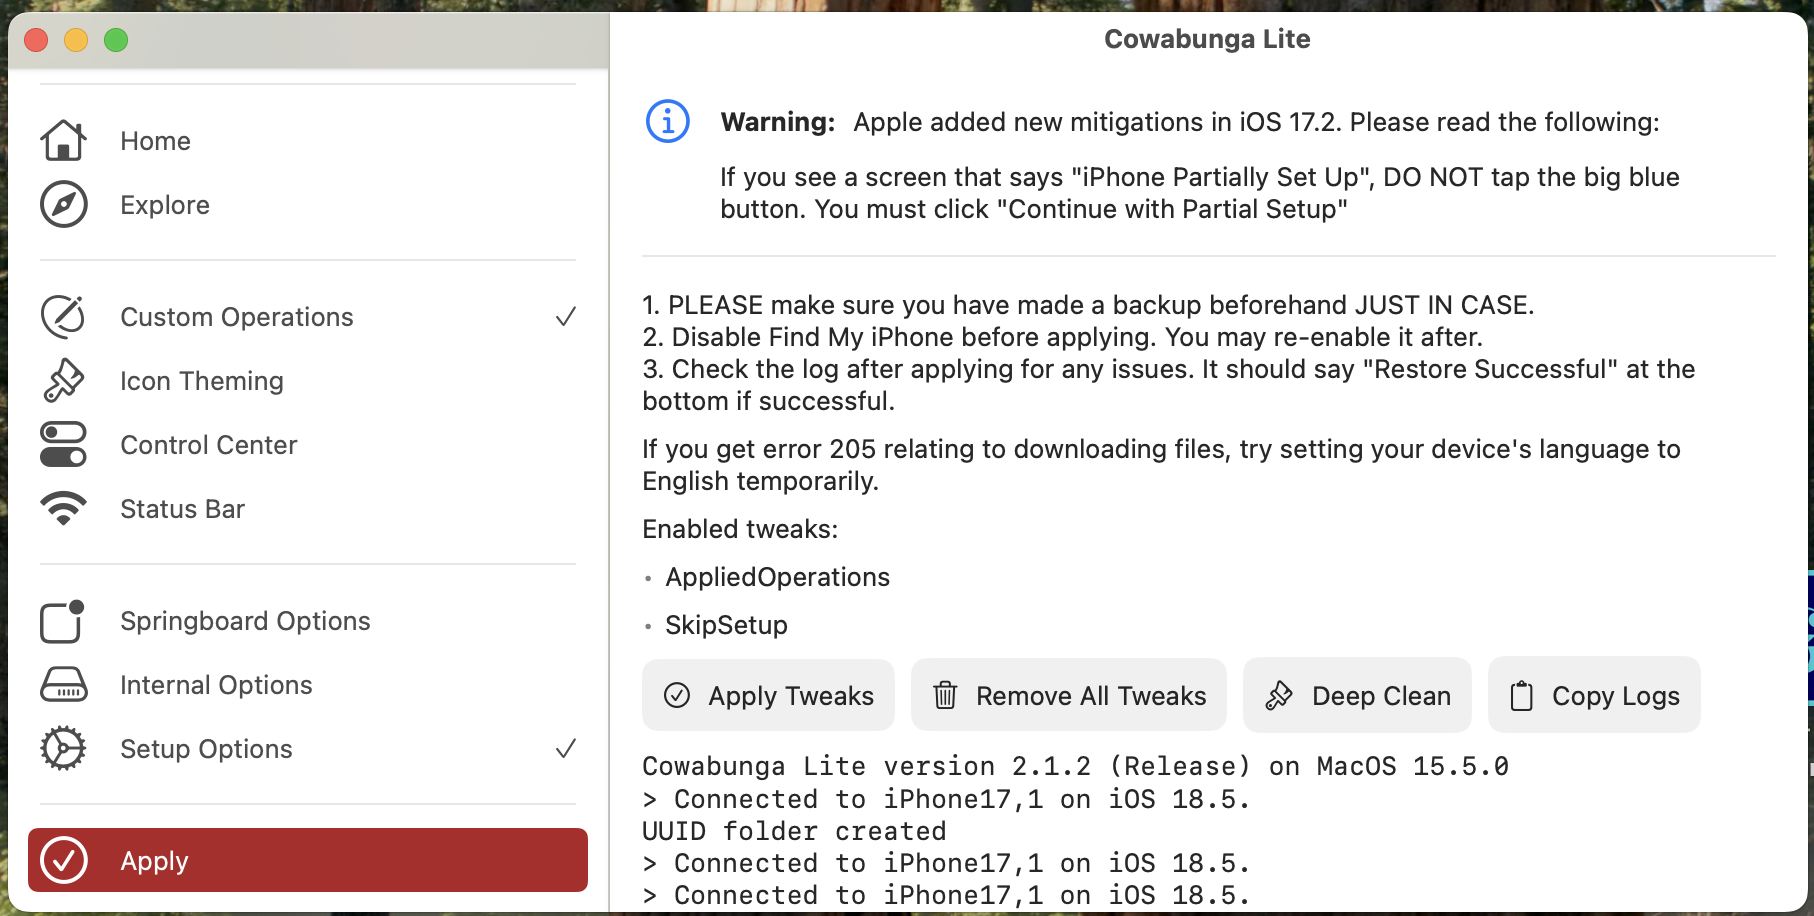 Cowabunga Lite
Home
Explore
Custom Operations
Icon Theming
Control Center
Status Bar
Springboard Options
Internal Options
Setup Options
Apply
Warning: Apple added new mitigations in iOS 17.2. Please read the following:
If you see a screen that says "iPhone Partially Set Up", DO NOT tap the big blue
button. You must click "Continue with Partial Setup"
1. PLEASE make sure you have made a backup beforehand JUST IN CASE.
2. Disable Find My iPhone before applying. You may re-enable it after.
3. Check the log after applying for any issues. It should say "Restore Successful" at the
bottom if successful.
If you get error 205 relating to downloading files, try setting your device's language to
English temporarily.
Enabled tweaks:
• AppliedOperations
• SkipSetup
Apply Tweaks
Remove All Tweaks
Deep Clean
Copy Logs
Cowabunga Lite version 2.1.2 (Release) on MacOS 15.5.0
> Connected to iPhone17,1 on iOS 18.5.
UUID folder created
> Connected to iPhone17,1 on iOS 18.5.
> Connected to iPhone17,1 on iOS 18.5.